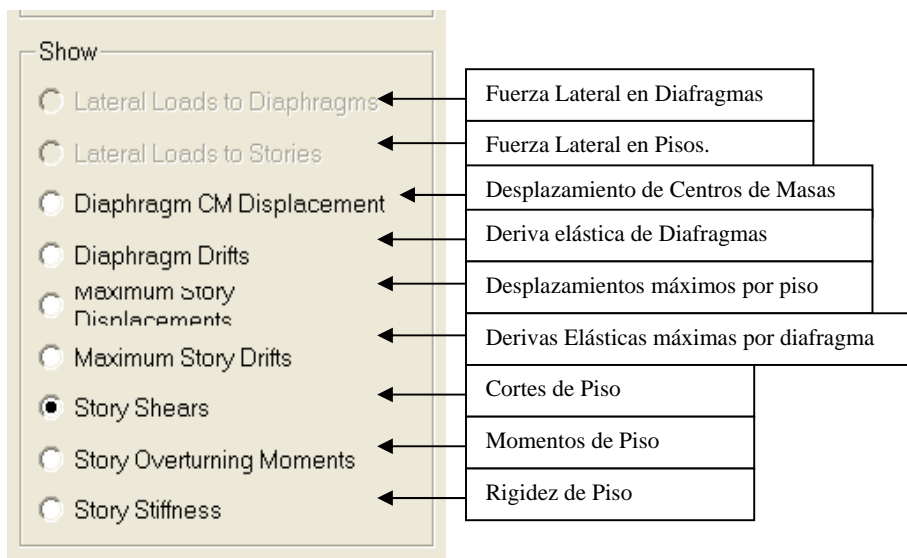 Show
Lateral Loads to Diaphragms
Fuerza Lateral en Diafragmas
Lateral Loads to Stories
Fuerza Lateral en Pisos.
Diaphragm CM Displacement
Desplazamiento de Centros de Masas
Diaphragm Drifts
Deriva elástica de Diafragmas
Maximum Story
Displacements
Desplazamientos máximos por piso
Maximum Story Drifts
Derivas Elásticas máximas por diafragma
Story Shears
Cortes de Piso
Story Overturning Moments
Momentos de Piso
Story Stiffness
Rigidez de Piso